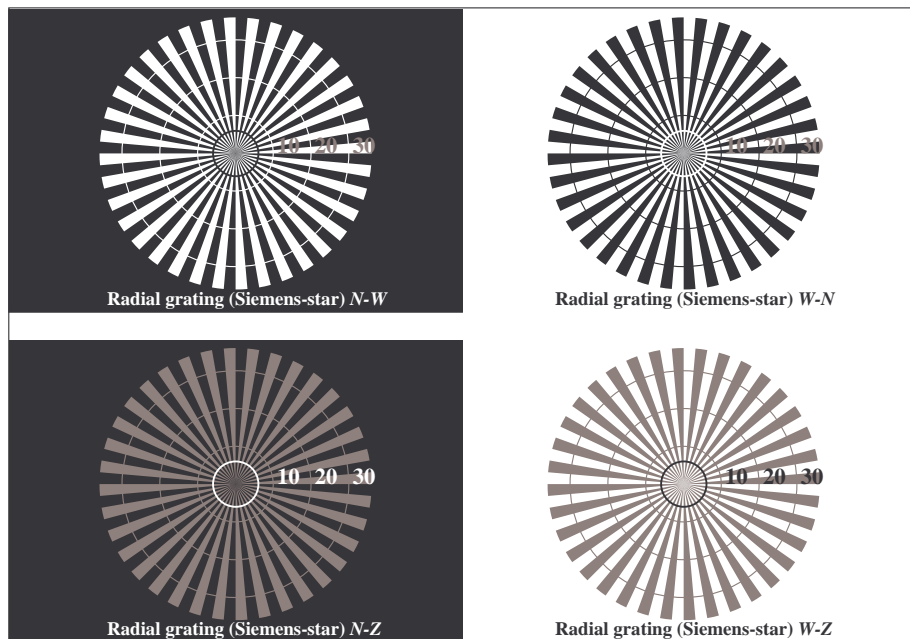 10 20 30
Radial grating (Siemens-star) N-W
10 20 30
Radial grating (Siemens-star) W-N
10 20 30
Radial grating (Siemens-star) N-Z
10 20 30
Radial grating (Siemens-star) W-Z